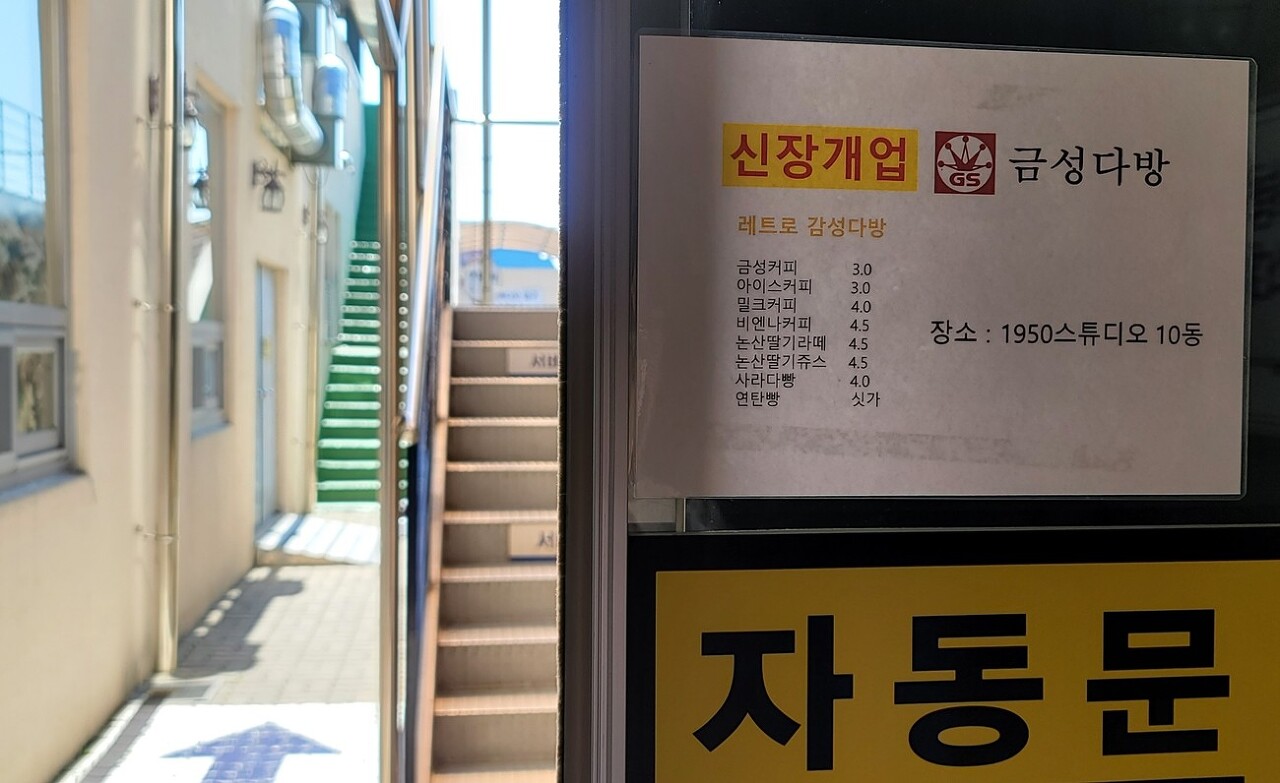 신장개업 GS 금성다방
레트로 감성다방
금성커피 3.0
아이스커피 3.0
밀크커피 4.0
비엔나커피 4.5
논산딸기라떼 4.5
논산딸기쥬스 4.5
사라다빵 4.0
연탄빵 싯가
장소 : 1950스튜디오 10동
자동문